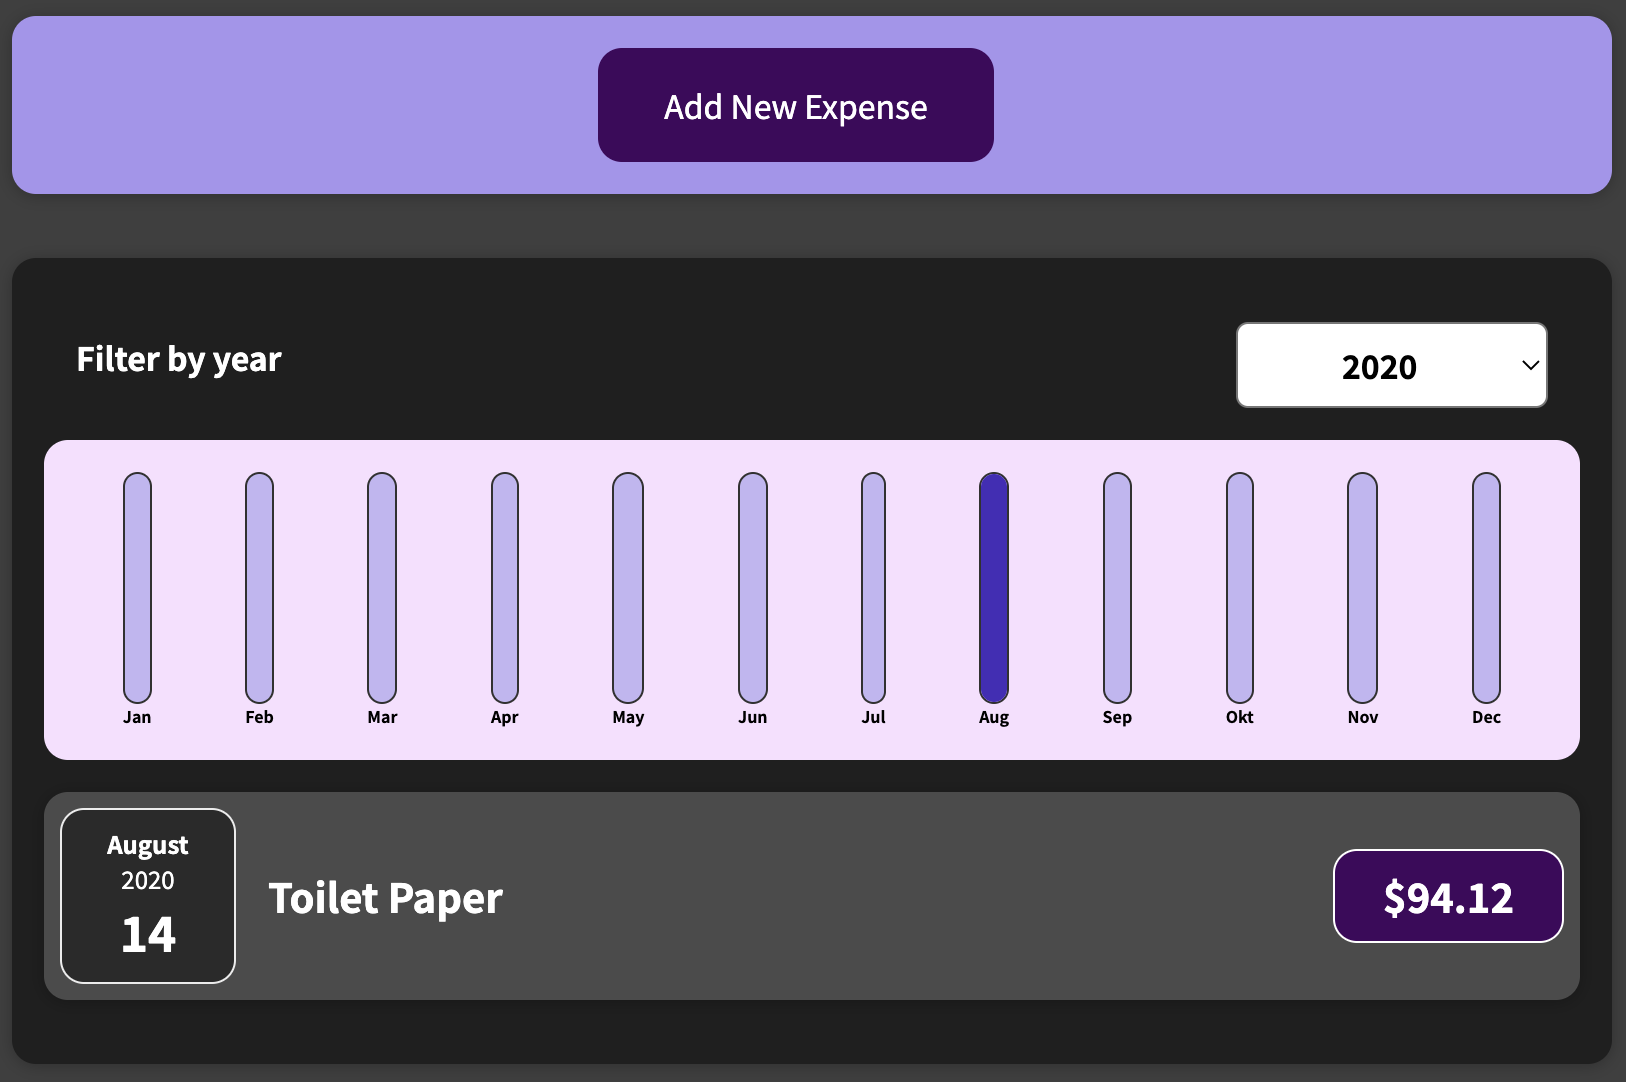 Add New Expense
Filter by year
2020
Jan Feb Mar Apr May Jun Jul Aug Sep Okt Nov Dec
August
2020
14
Toilet Paper
$94.12